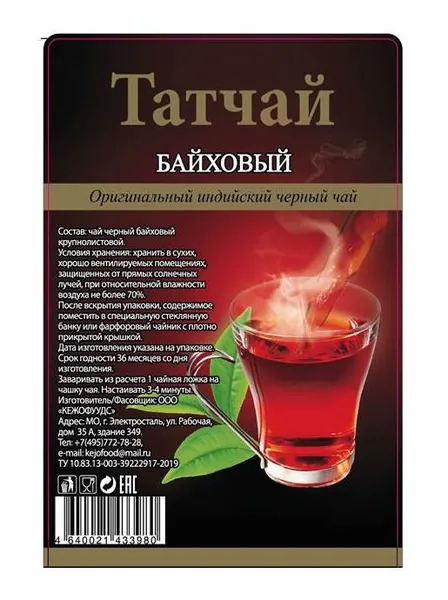 Татчай
БАЙХОВЫЙ
Оригинальный индийский черный чай
Состав: чай черный байховый
крупнолистовой.
Условия хранения: хранить в сухих,
хорошо вентилируемых помещениях,
защищенных от прямых солнечных
лучей, при относительной влажности
воздуха не более 70%.
После вскрытия упаковки, содержимое
поместить в специальную стеклянную
банку или фарфоровый чайник с плотно
прикрытой крышкой.
Дата изготовления указана на упаковке.
Срок годности 36 месяцев со дня
изготовления.
Заваривать из расчета 1 чайная ложка на
чашку чая. Настаивать 3-4 минуты.
Изготовитель/Фасовщик: ООО
«КЕЖОФУУДС»
Адрес: МО, г. Электросталь, ул. Рабочая,
дом 35 А, здание 349.
Тел: +7(495)772-78-28,
e-mail: kejofood@mail.ru
ТУ 10.83.13-003-39222917-2019
EAC
4 640021 433980